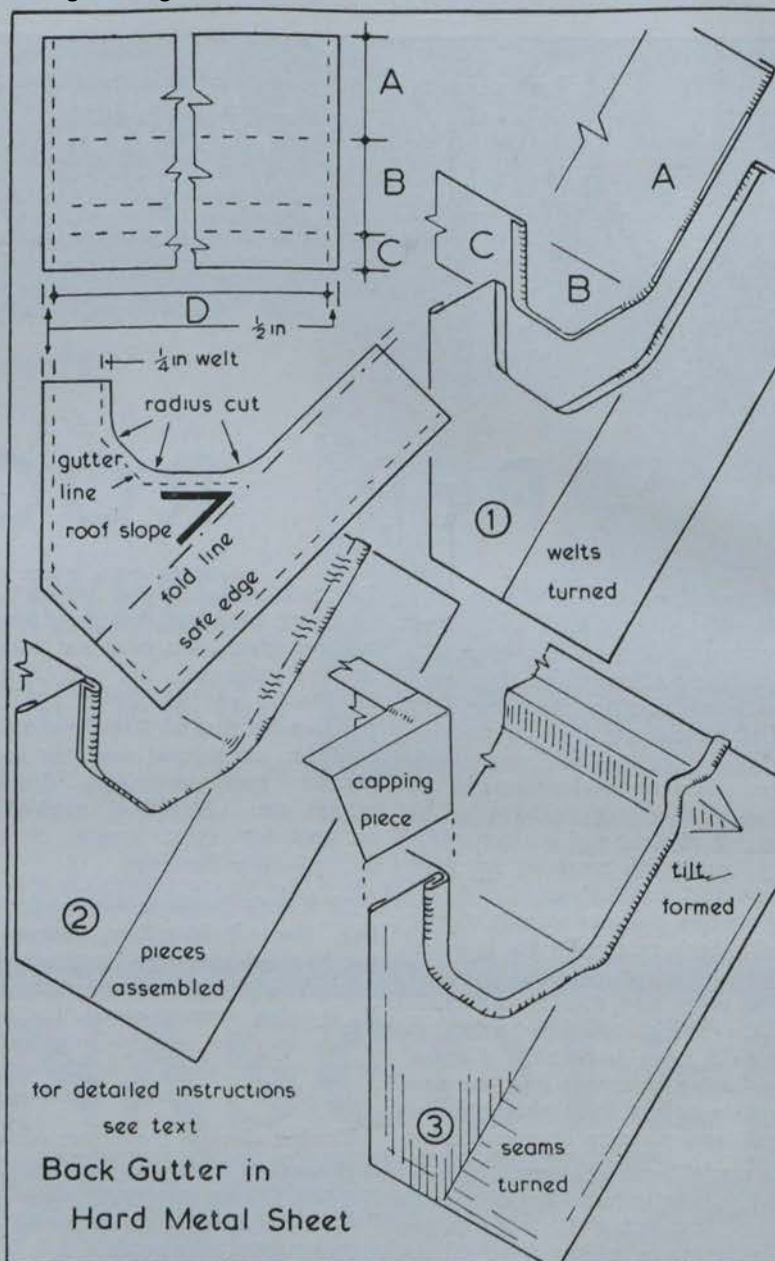 A
B
C
D
½ in
¼ in welt
radius cut
gutter
line
roof slope
fold line
safe edge
A
C
B
①
welts
turned
②
pieces
assembled
capping
piece
tilt
formed
③
seams
turned
for detailed instructions
see text
Back Gutter in
Hard Metal Sheet